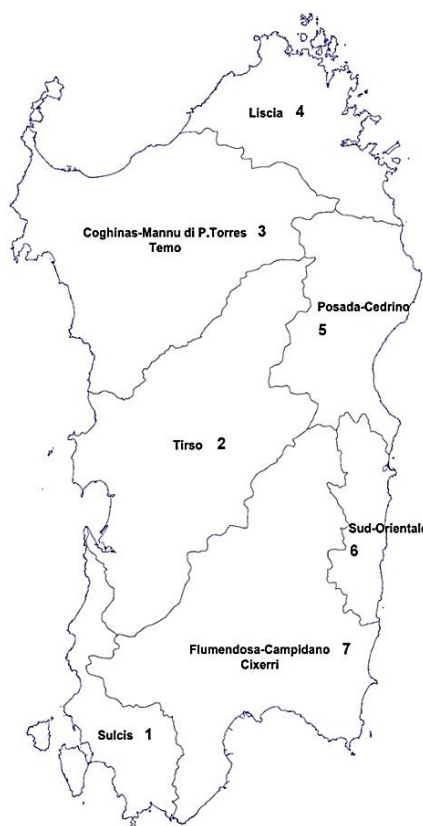 Liscia 4
Coghinas-Mannu di P.Torres 3
Temo
Posada-Cedrino
5
Tirso 2
Sud-Orientale
6
Flumendosa-Campidano 7
Cixerri
Sulcis 1